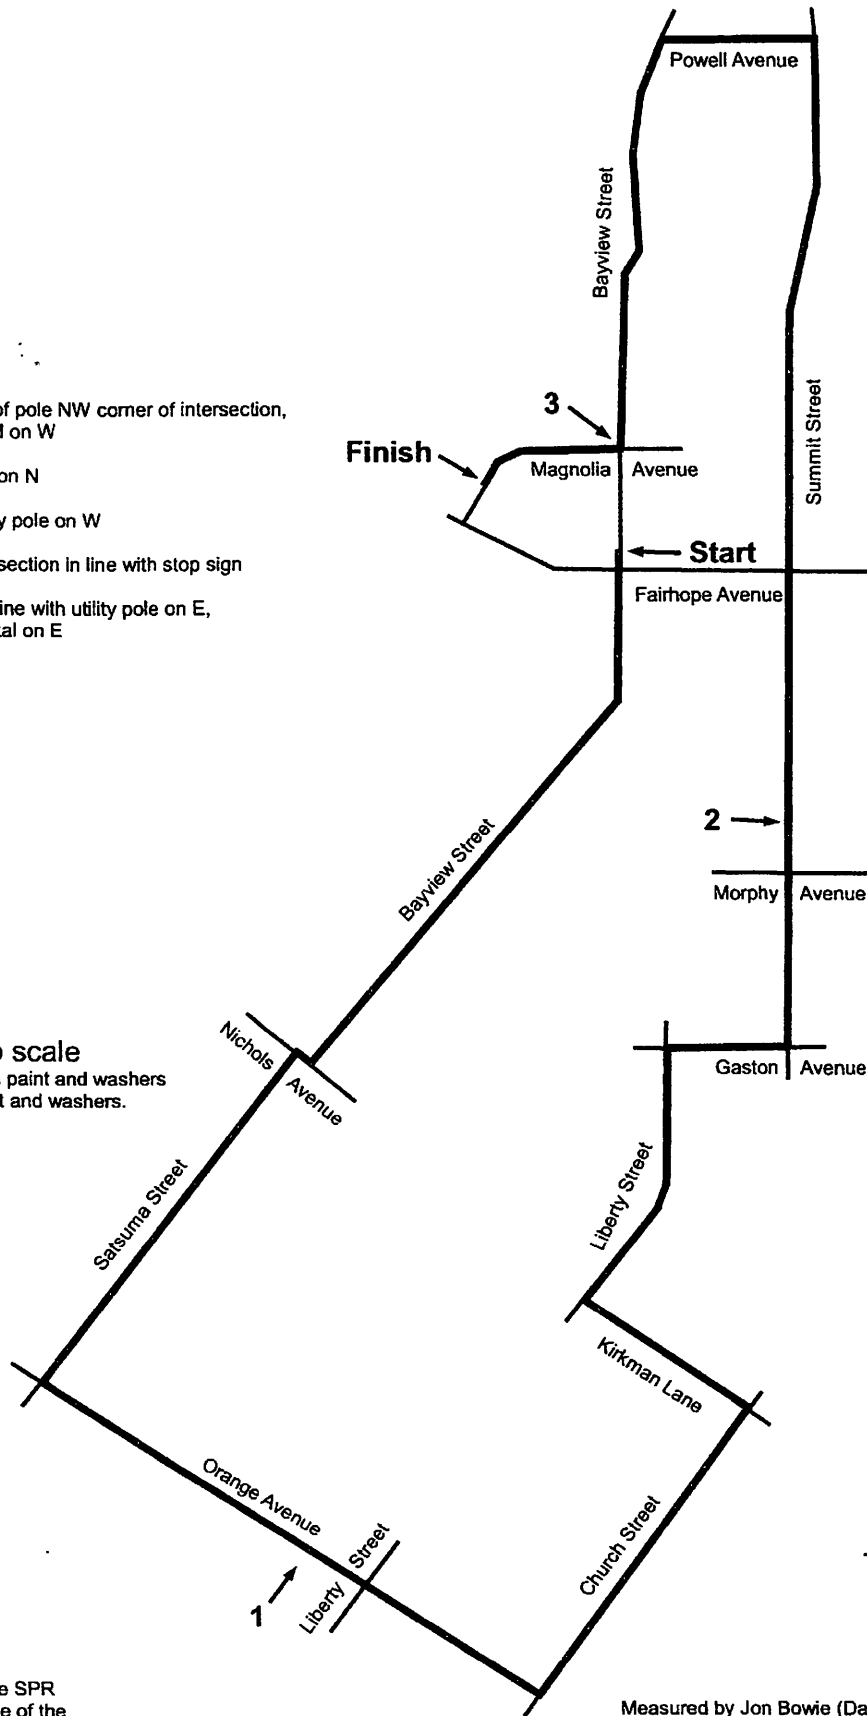 Powell Avenue
Bayview Street
of pole NW corner of intersection,
on W
3
Summit Street
Finish
on N
Magnolia Avenue
pole on W
Start
section in line with stop sign
Fairhope Avenue
line with utility pole on E,
on E
2
Bayview Street
Morphy Avenue
Nichols Avenue
scale
paint and washers
Gaston Avenue
and washers.
Liberty Street
Satsuma Street
Kirkman Lane
Orange Avenue
Church Street
Liberty Street
1
SPR
of the
Measured by Jon Bowie